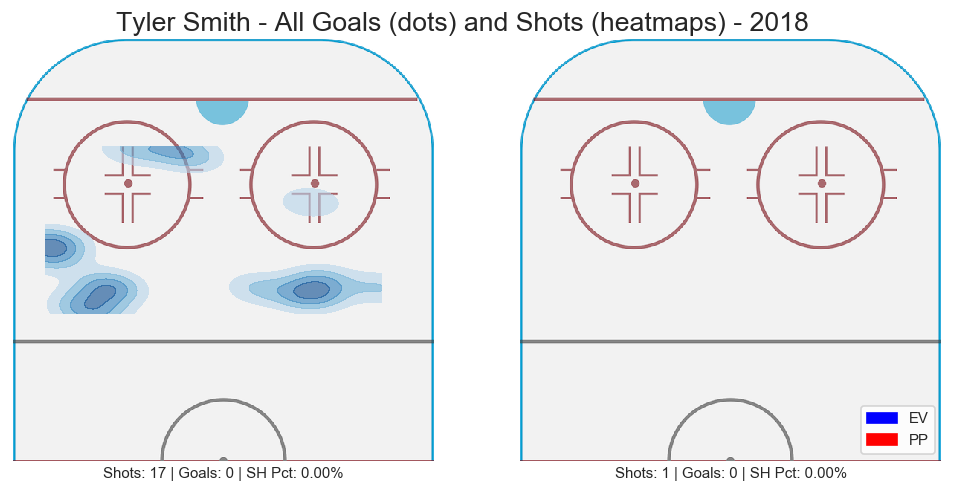 Tyler Smith - All Goals (dots) and Shots (heatmaps) - 2018
EV
PP
Shots: 17 | Goals: 0 | SH Pct: 0.00%
Shots: 1 | Goals: 0 | SH Pct: 0.00%